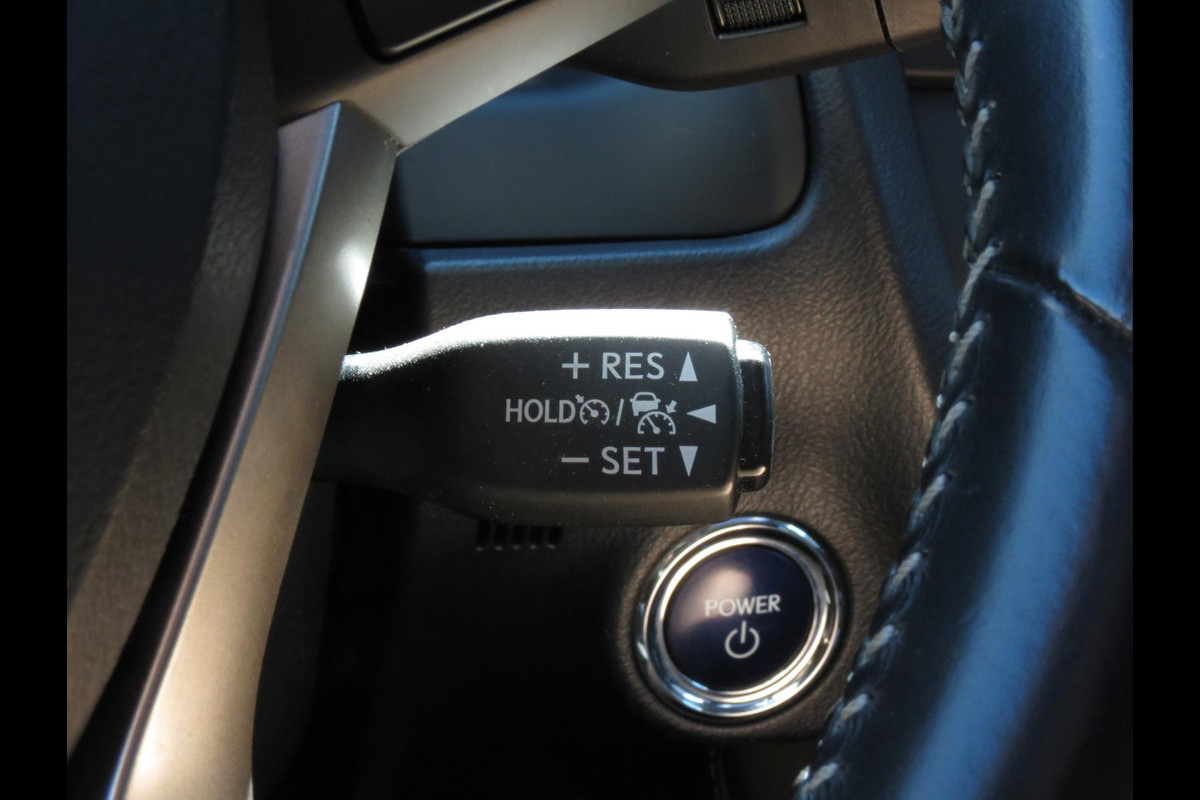 + RES ▲
HOLD / ◀
− SET ▼
POWER